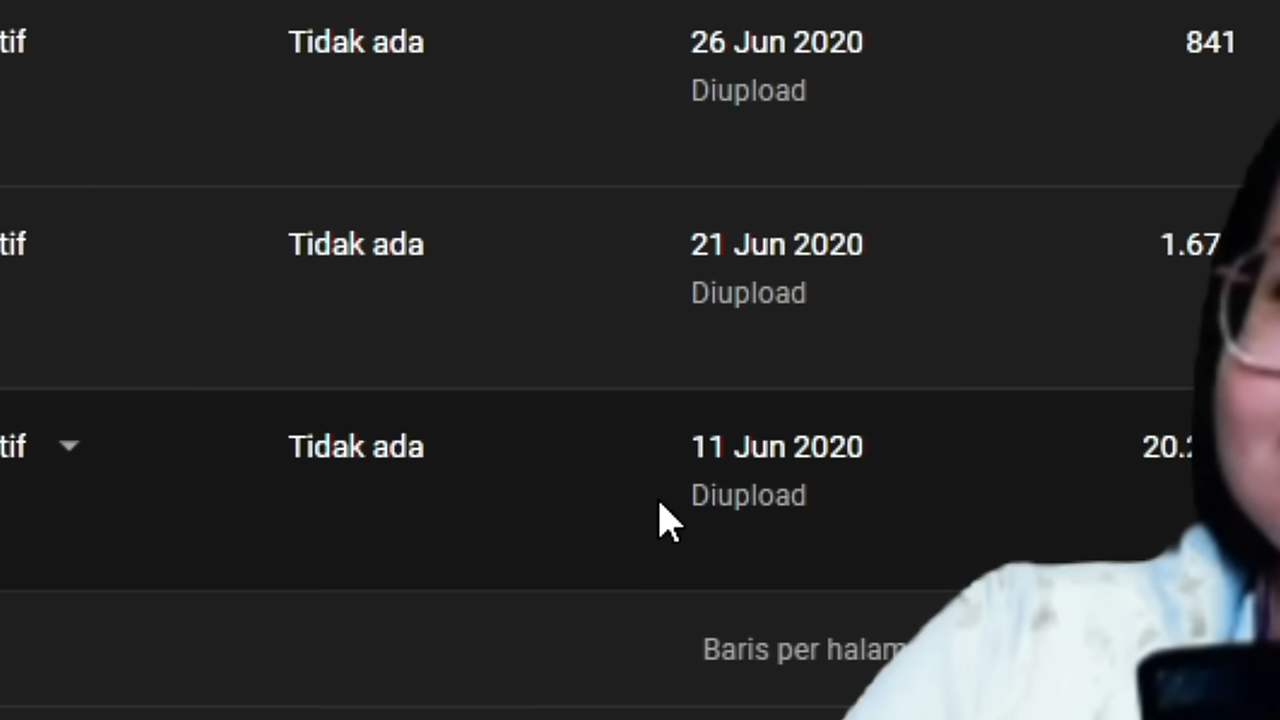 tif Tidak ada 26 Jun 2020 841
Diupload
tif Tidak ada 21 Jun 2020 1.67
Diupload
tif Tidak ada 11 Jun 2020 20.
Diupload
Baris per halam